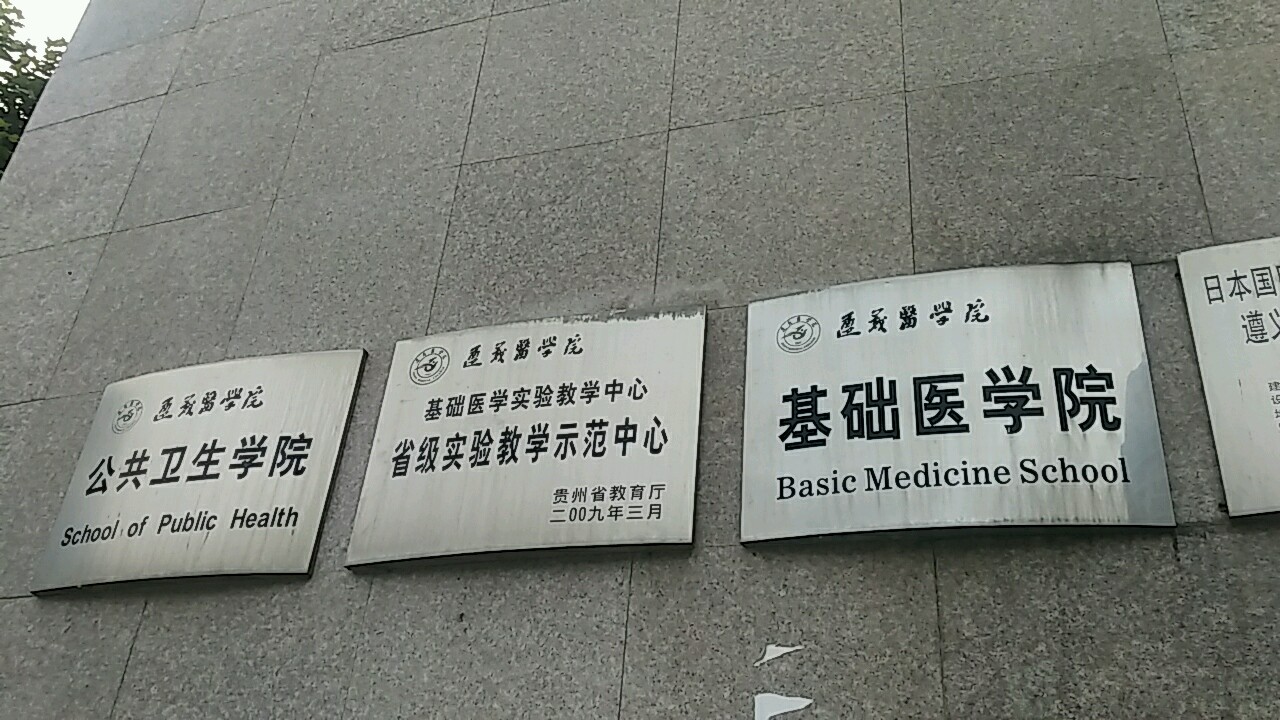 遵义醫学院
公共卫生学院
School of Public Health
遵义醫学院
基础医学实验教学中心
省级实验教学示范中心
贵州省教育厅
二00九年三月
遵义醫学院
基础医学院
Basic Medicine School
日本国
遵义